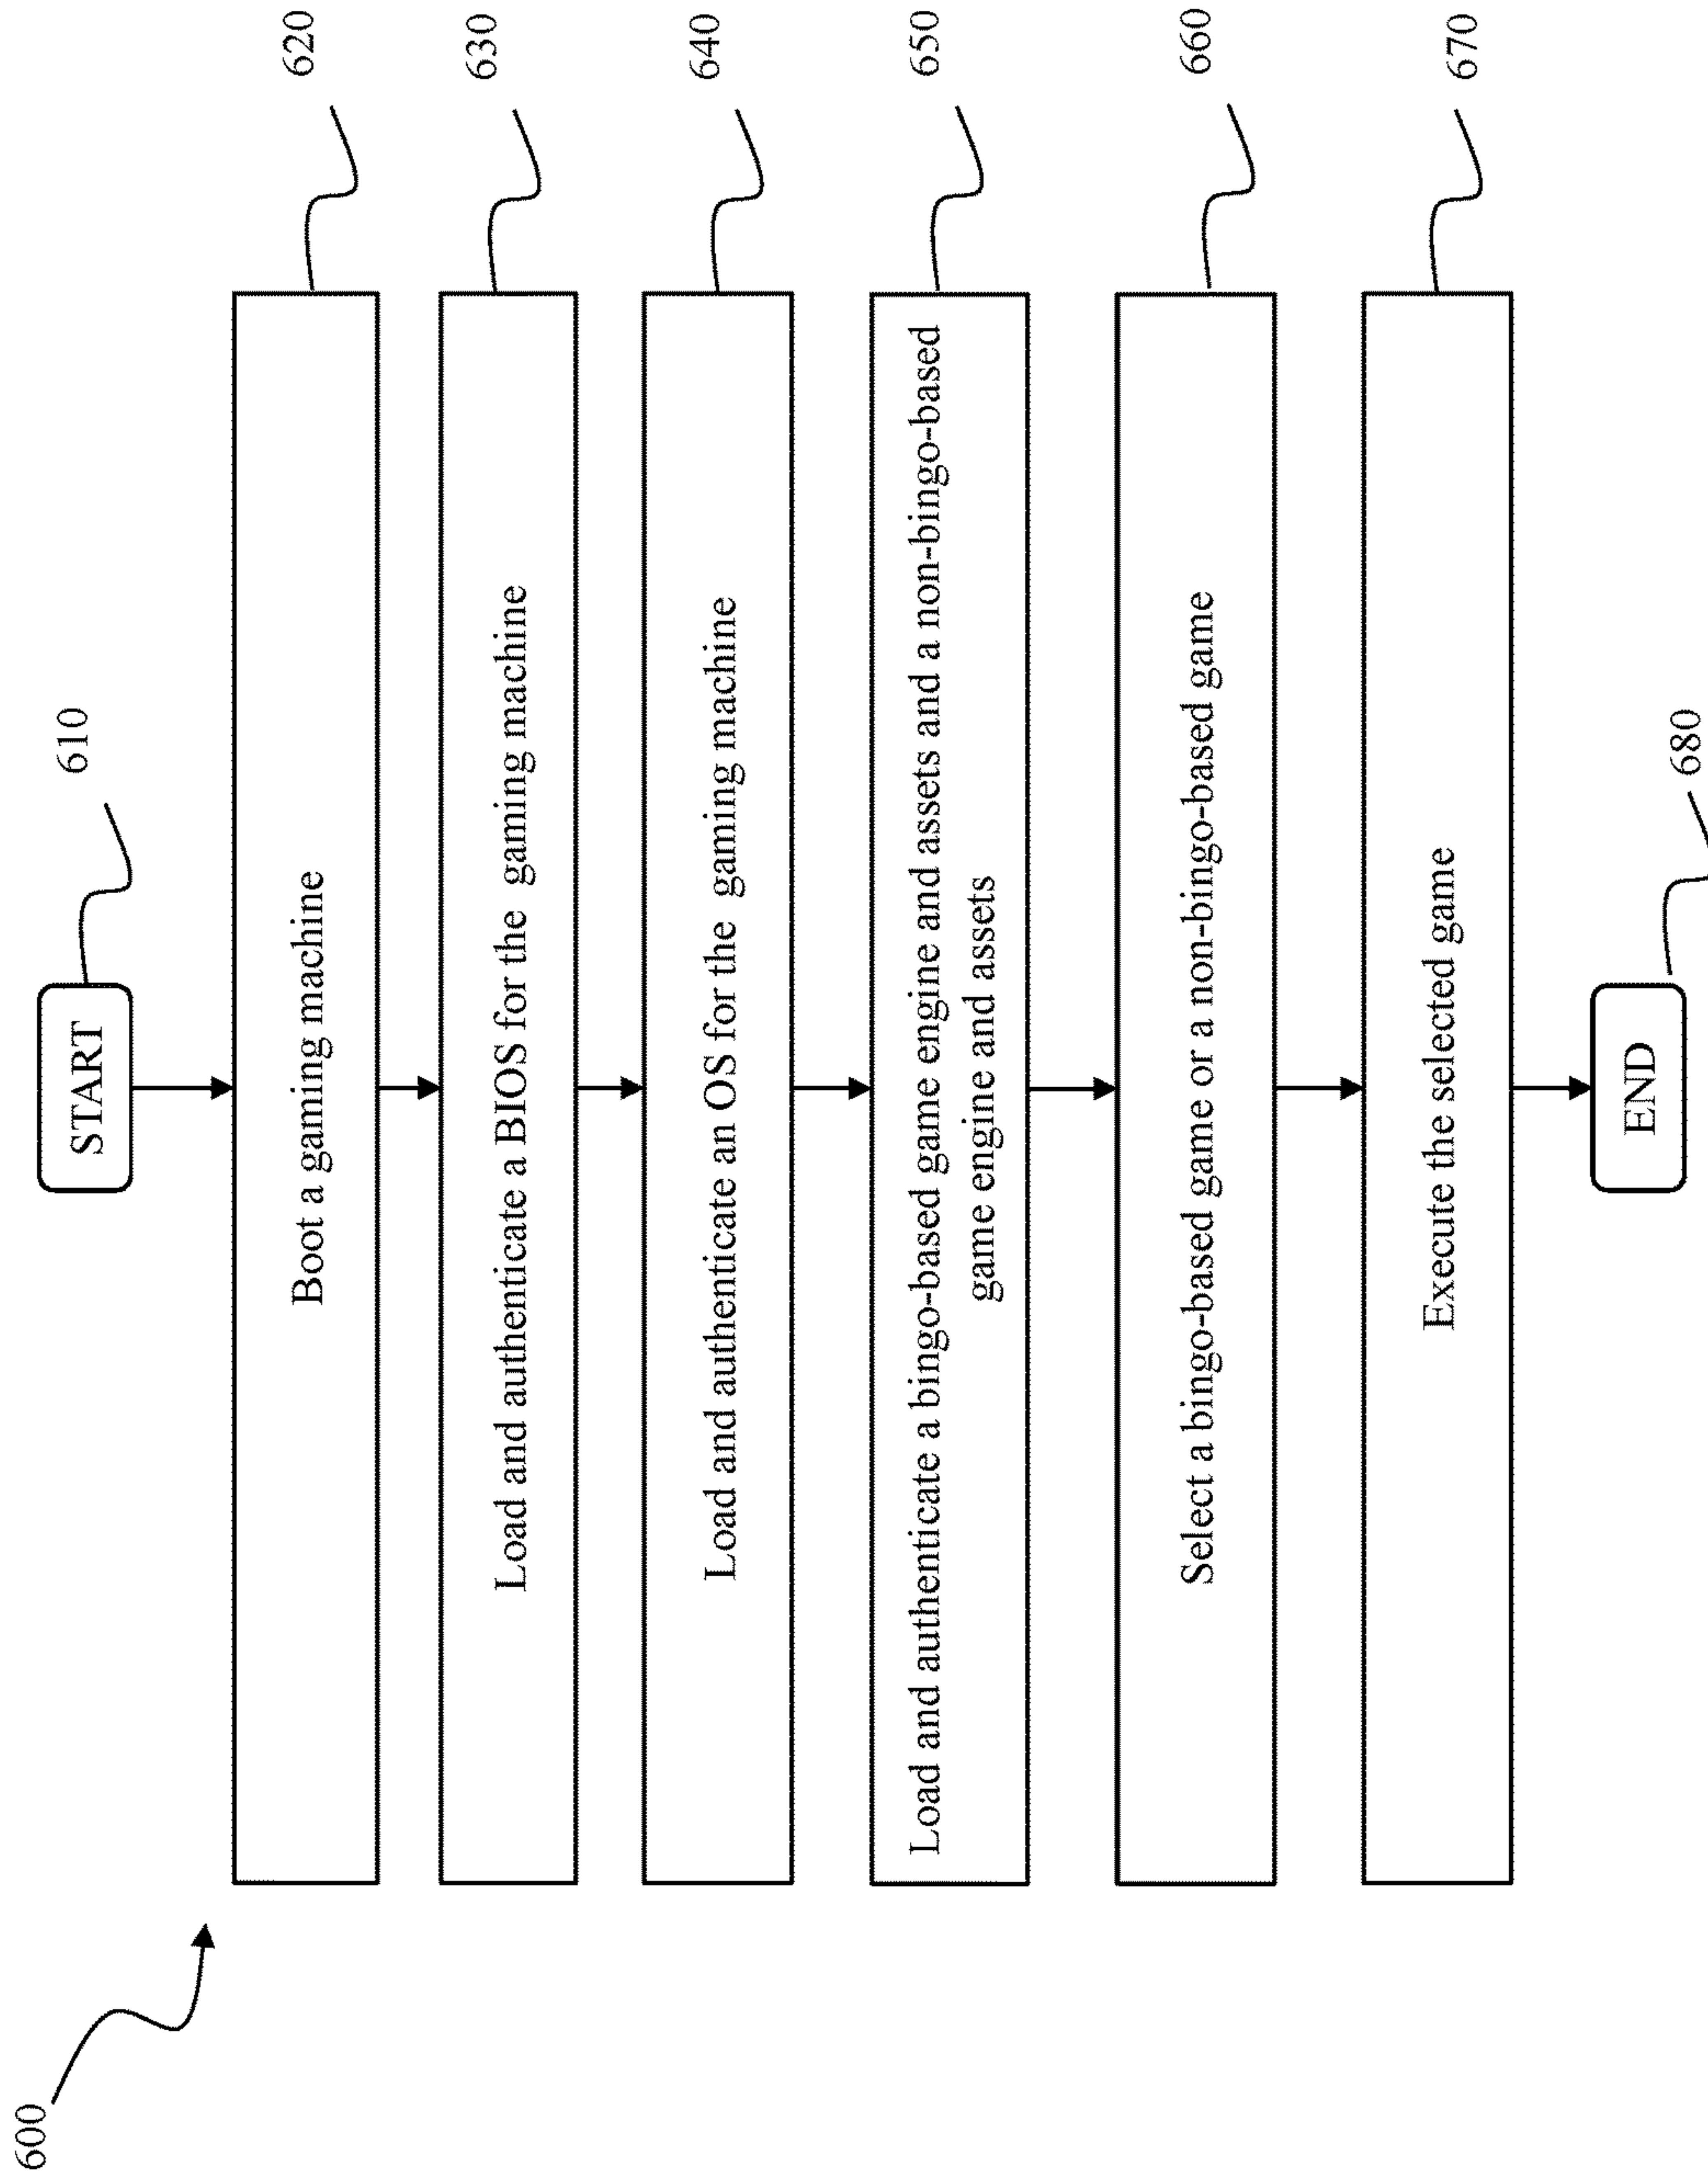 600
START
610
Boot a gaming machine
620
Load and authenticate a BIOS for the gaming machine
630
Load and authenticate an OS for the gaming machine
640
Load and authenticate a bingo-based game engine and assets and a non-bingo-based
game engine and assets
650
Select a bingo-based game or a non-bingo-based game
660
Execute the selected game
670
END
680